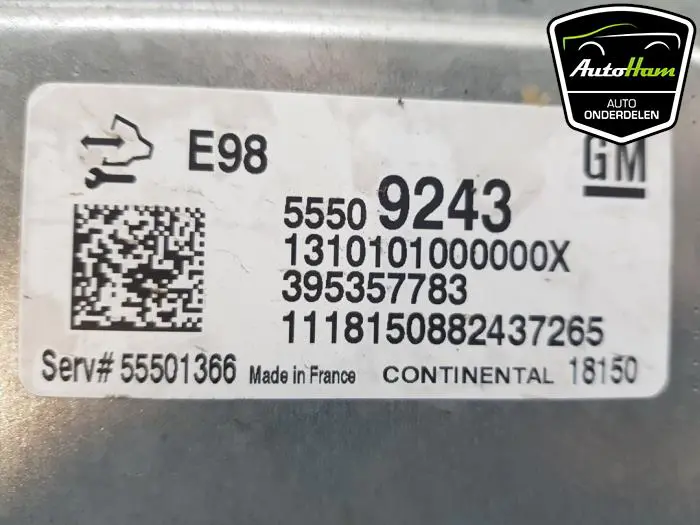 AutoHam
AUTO
ONDERDELEN
E98
GM
5550 9243
1310101000000X
395357783
1118150882437265
Serv# 55501366 Made in France CONTINENTAL 18150